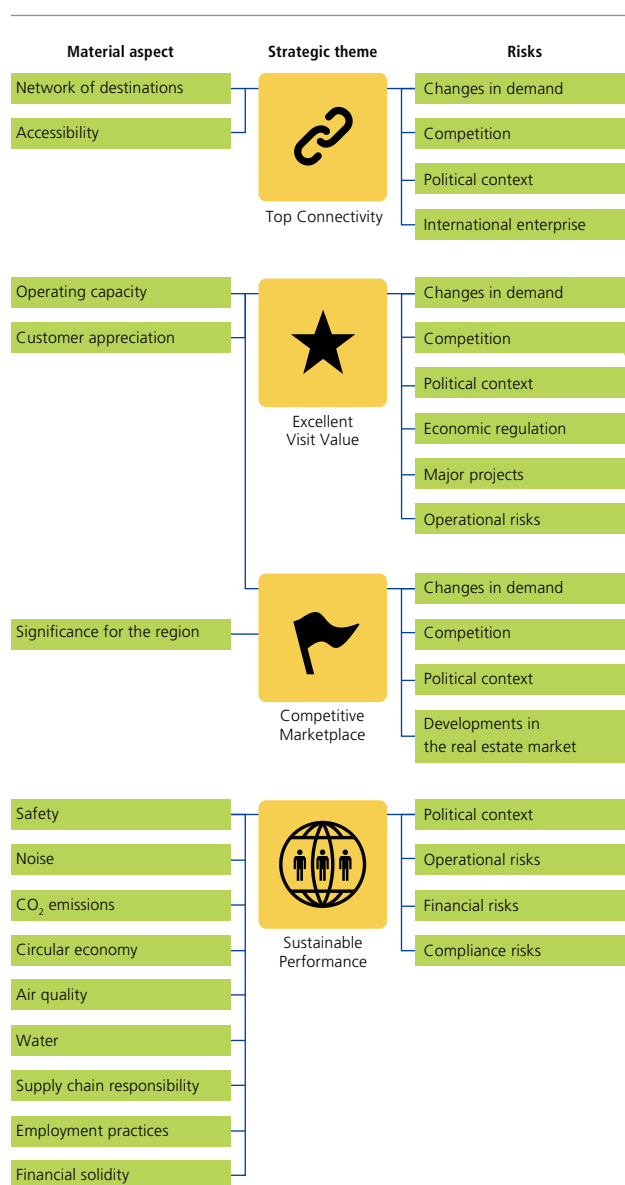 Material aspect
Strategic theme
Risks
Network of destinations
Accessibility
Top Connectivity
Changes in demand
Competition
Political context
International enterprise
Operating capacity
Customer appreciation
Excellent
Visit Value
Changes in demand
Competition
Political context
Economic regulation
Major projects
Operational risks
Significance for the region
Competitive
Marketplace
Changes in demand
Competition
Political context
Developments in
the real estate market
Safety
Noise
CO₂ emissions
Circular economy
Air quality
Water
Supply chain responsibility
Employment practices
Financial solidity
Sustainable
Performance
Political context
Operational risks
Financial risks
Compliance risks